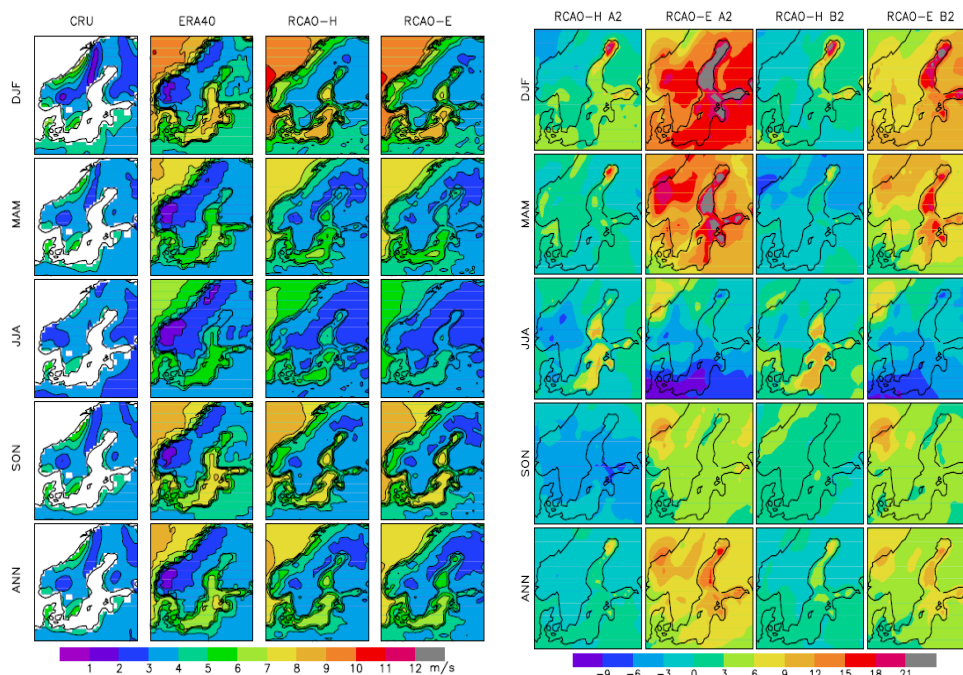 CRU ERA40 RCAO-H RCAO-E
DJF
MAM
JJA
SON
ANN
1 2 3 4 5 6 7 8 9 10 11 12 m/s
RCAO-H A2 RCAO-E A2 RCAO-H B2 RCAO-E B2
DJF
MAM
JJA
SON
ANN
-9 -6 -3 0 3 6 9 12 15 18 21